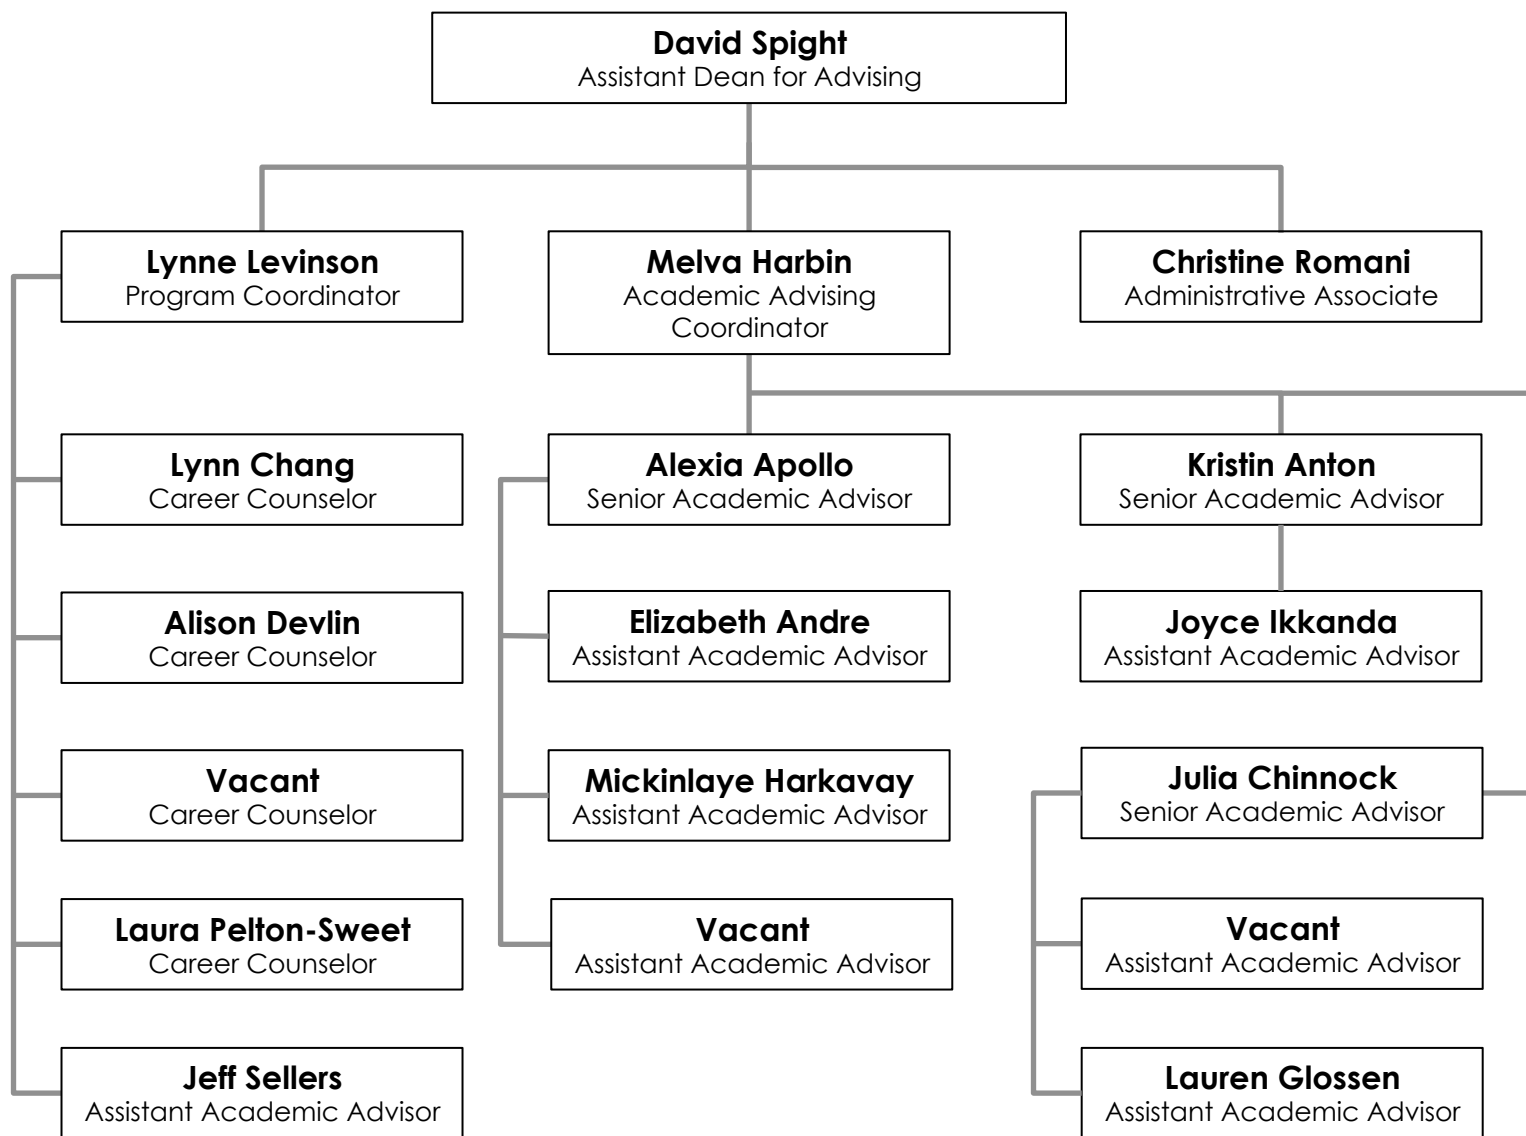 David Spight
Assistant Dean for Advising
Lynne Levinson
Program Coordinator
Melva Harbin
Academic Advising
Coordinator
Christine Romani
Administrative Associate
Lynn Chang
Career Counselor
Alexia Apollo
Senior Academic Advisor
Kristin Anton
Senior Academic Advisor
Alison Devlin
Career Counselor
Elizabeth Andre
Assistant Academic Advisor
Joyce Ikkanda
Assistant Academic Advisor
Vacant
Career Counselor
Mickinlaye Harkavay
Assistant Academic Advisor
Julia Chinnock
Senior Academic Advisor
Laura Pelton-Sweet
Career Counselor
Vacant
Assistant Academic Advisor
Vacant
Assistant Academic Advisor
Jeff Sellers
Assistant Academic Advisor
Lauren Glossen
Assistant Academic Advisor